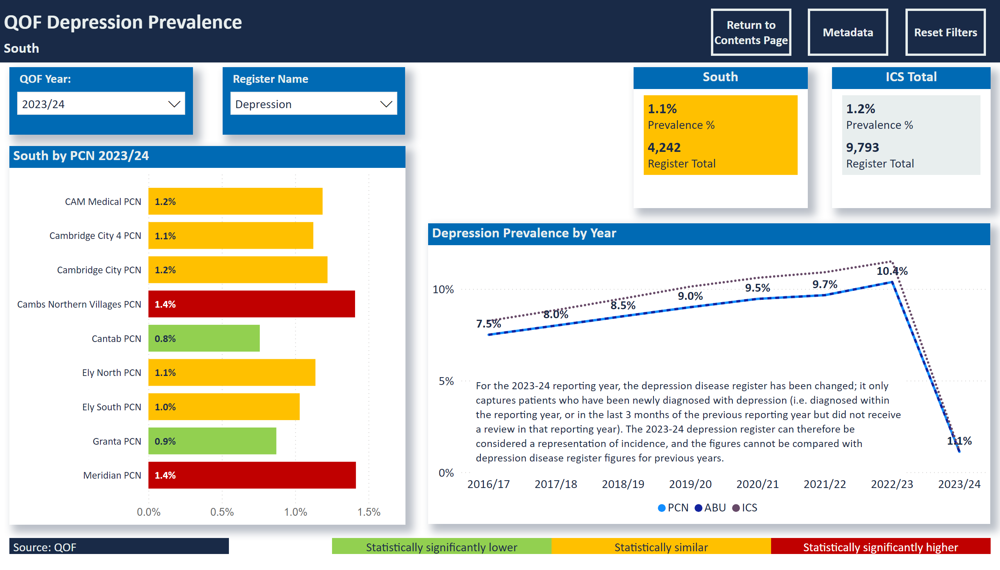 QOF Depression Prevalence
South
Return to
Contents Page
Metadata
Reset Filters
QOF Year:
2023/24
Register Name
Depression
South
1.1%
Prevalence %
4,242
Register Total
ICS Total
1.2%
Prevalence %
9,793
Register Total
South by PCN 2023/24
CAM Medical PCN 1.2%
Cambridge City 4 PCN 1.1%
Cambridge City PCN 1.2%
Cambs Northern Villages PCN 1.4%
Cantab PCN 0.8%
Ely North PCN 1.1%
Ely South PCN 1.0%
Granta PCN 0.9%
Meridian PCN 1.4%
0.0% 0.5% 1.0% 1.5%
Depression Prevalence by Year
10%
5%
0%
7.5% 8.0% 8.5% 9.0% 9.5% 9.7% 10.4% 1.1%
For the 2023-24 reporting year, the depression disease register has been changed; it only
captures patients who have been newly diagnosed with depression (i.e. diagnosed within
the reporting year, or in the last 3 months of the previous reporting year but did not receive
a review in that reporting year). The 2023-24 depression register can therefore be
considered a representation of incidence, and the figures cannot be compared with
depression disease register figures for previous years.
2016/17 2017/18 2018/19 2019/20 2020/21 2021/22 2022/23 2023/24
PCN ABU ICS
Source: QOF
Statistically significantly lower
Statistically similar
Statistically significantly higher